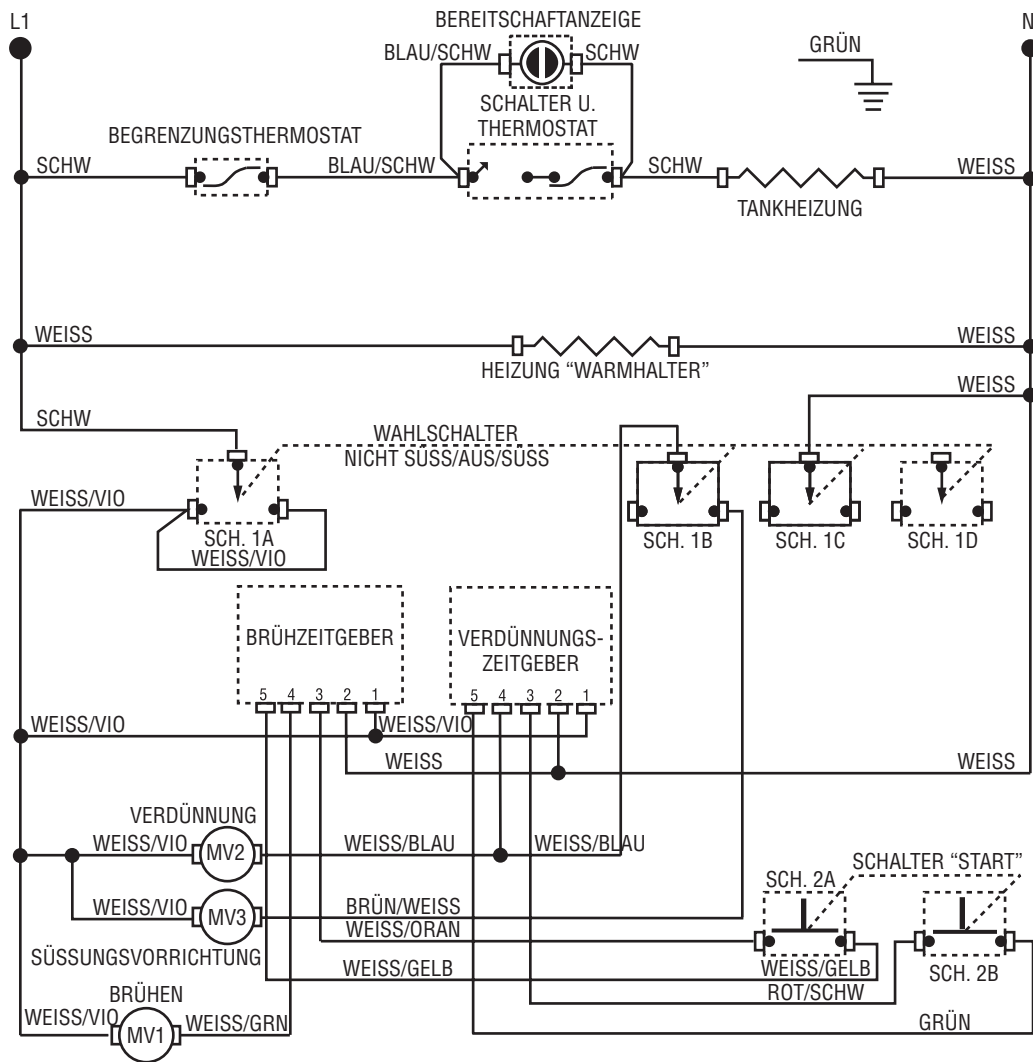 L1
BEREITSCHAFTANZEIGE
N
BLAU/SCHW
SCHW
GRÜN
SCHALTER U.
THERMOSTAT
BEGRENZUNGSTHERMOSTAT
SCHW
BLAU/SCHW
SCHW
WEISS
TANKHEIZUNG
WEISS
WEISS
HEIZUNG “WARMHALTER”
WEISS
SCHW
WAHLSCHALTER
NICHT SÜSS/AUS/SÜSS
WEISS/VIO
SCH. 1A
WEISS/VIO
SCH. 1B
SCH. 1C
SCH. 1D
BRÜHZEITGEBER
VERDÜNNUNGS-
ZEITGEBER
5 4 3 2 1
5 4 3 2 1
WEISS/VIO
WEISS/VIO
WEISS
WEISS
VERDÜNNUNG
WEISS/VIO
MV2
WEISS/BLAU
WEISS/BLAU
SCHALTER “START”
SCH. 2A
WEISS/VIO
MV3
BRÜN/WEISS
WEISS/ORAN
SÜSSUNGSVORRICHTUNG
WEISS/GELB
WEISS/GELB
SCH. 2B
ROT/SCHW
BRÜHEN
WEISS/VIO
MV1
WEISS/GRN
GRÜN